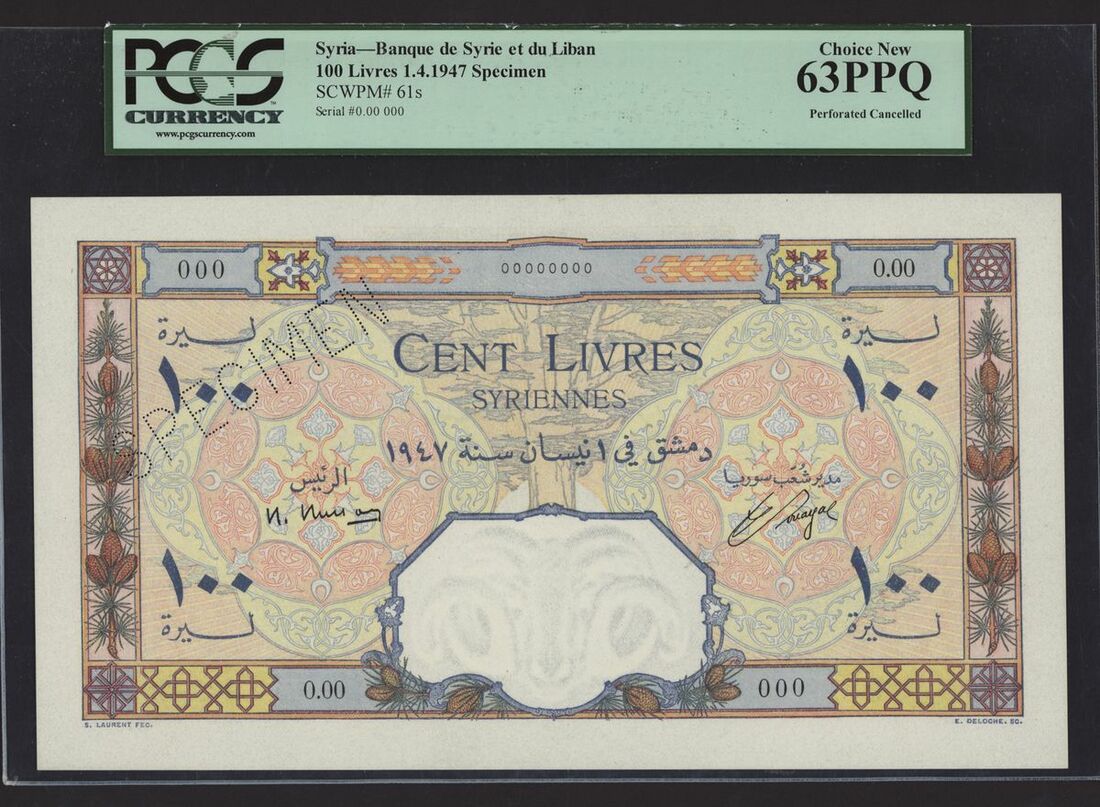 PCGS
CURRENCY
www.pcgscurrency.com
Syria—Banque de Syrie et du Liban
100 Livres 1.4.1947 Specimen
SCWPM# 61s
Serial #0.00 000
Choice New
63PPQ
Perforated Cancelled
000
00000000
0.00
ليرة
ليرة
١٠٠
١٠٠
SPECIMEN
CENT LIVRES
SYRIENNES
دمشق في ١ نيسان سنة ١٩٤٧
الرئيس
مدير شعب سوريا
١٠٠
١٠٠
ليرة
ليرة
0.00
000
S. LAURENT FEC.
E. DELOCHE. SC.